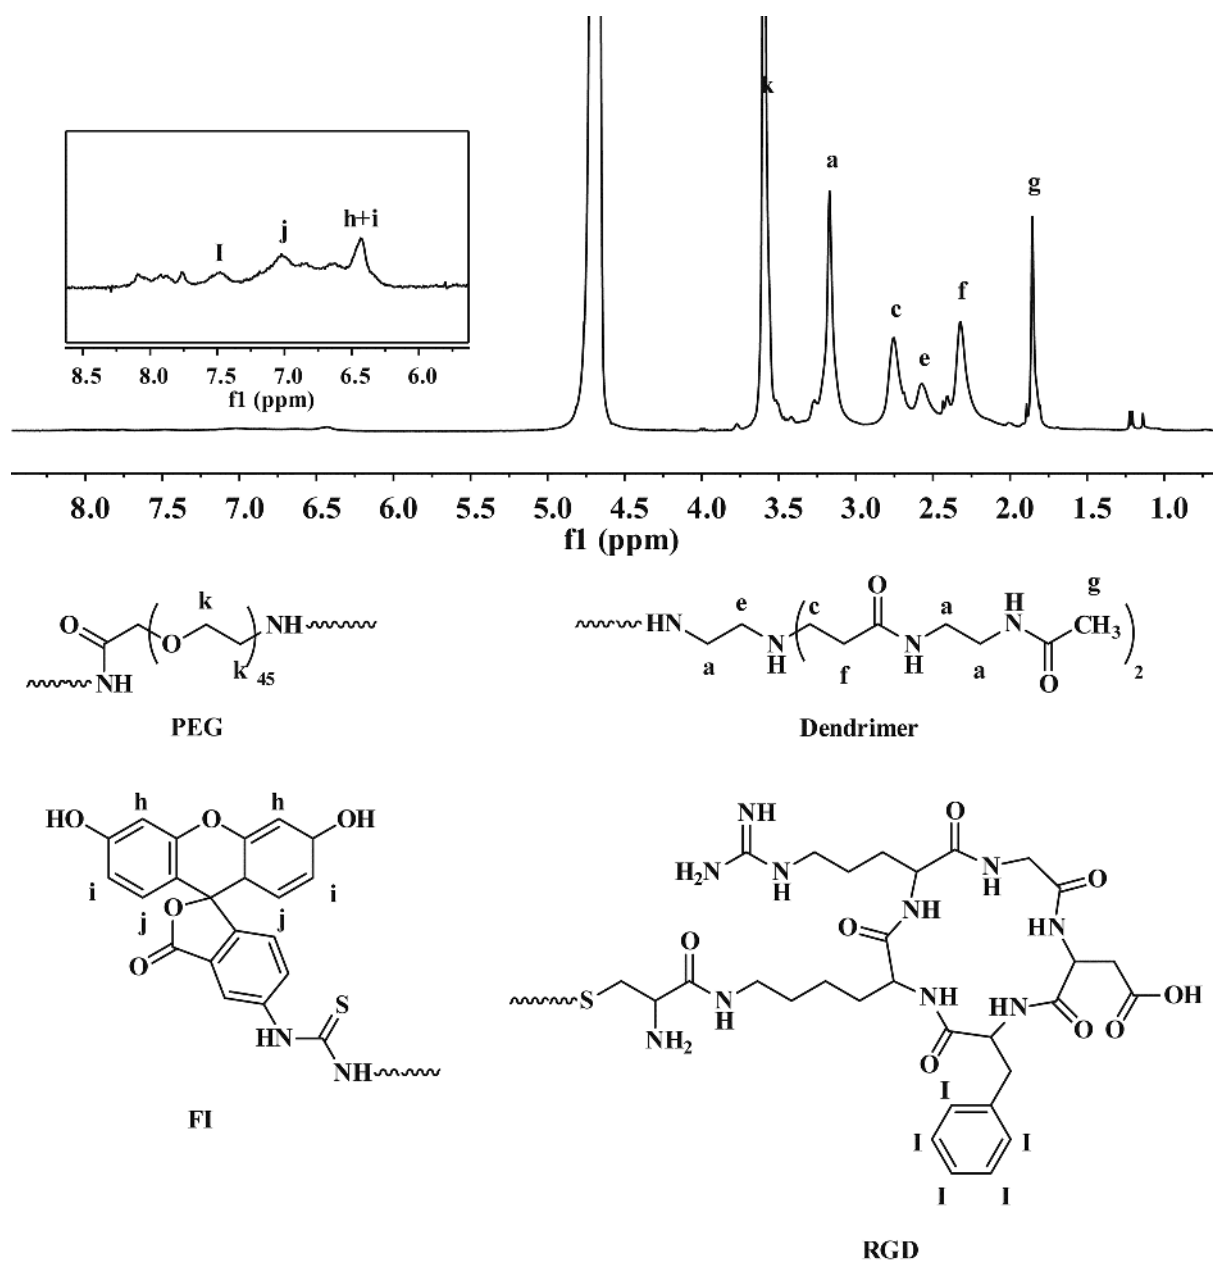 k
a
g
h+i
j
I
f
c
e
8.5 8.0 7.5 7.0 6.5 6.0
f1 (ppm)
8.0 7.5 7.0 6.5 6.0 5.5 5.0 4.5 4.0 3.5 3.0 2.5 2.0 1.5 1.0
f1 (ppm)
O k O NH
k 45
NH
PEG
O H g
e c a N
HN N N CH3
H H
a f a O 2
Dendrimer
h h
HO O OH
i i
j O j
O
S
HN
NH
FI
NH O
H2N N N
H H O
NH HN
O O
S N NH NH O OH
H O O O
NH2
I
I I
I I
RGD